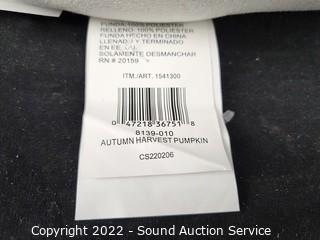 FUNDA: 100% POLIESTER
RELLENO: 100% POLIESTER
FUNDA HECHO EN CHINA
LLENADO Y TERMINADO
EN EE. UU.
SOLAMENTE DESMANCHAR
RN # 20159
ITM./ART. 1541300
0 47218 36751 8
8139-010
AUTUMN HARVEST PUMPKIN
CS220206
Copyright 2022 - Sound Auction Service